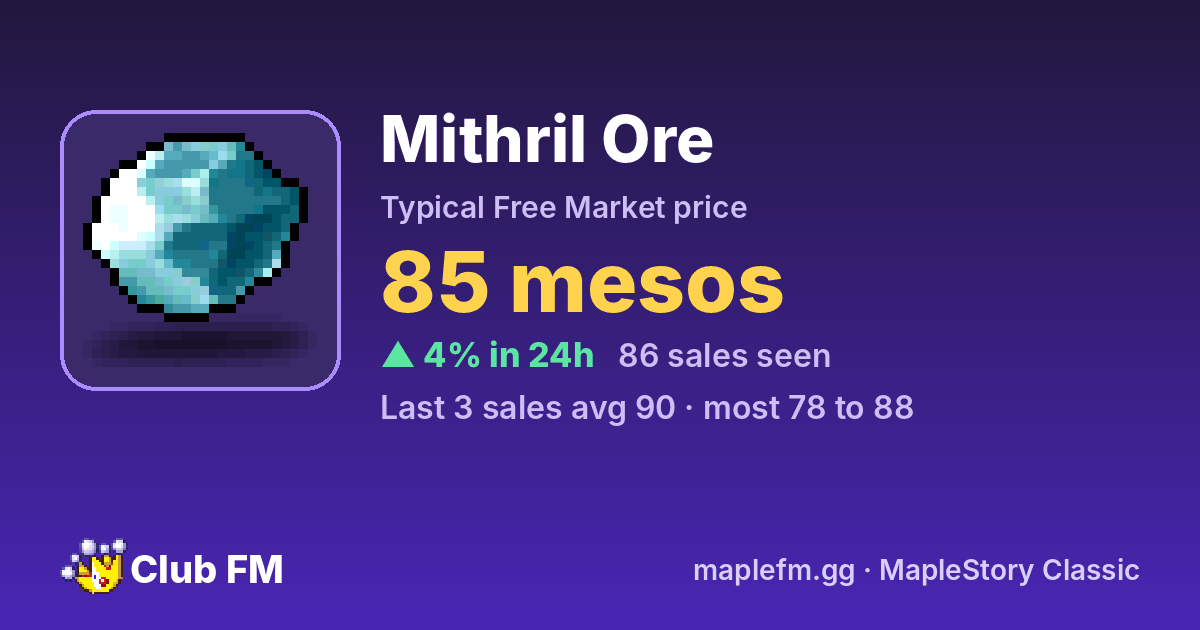 Mithril Ore
Typical Free Market price
85 mesos
▲ 4% in 24h 86 sales seen
Last 3 sales avg 90 · most 78 to 88
Club FM
maplefm.gg · MapleStory Classic